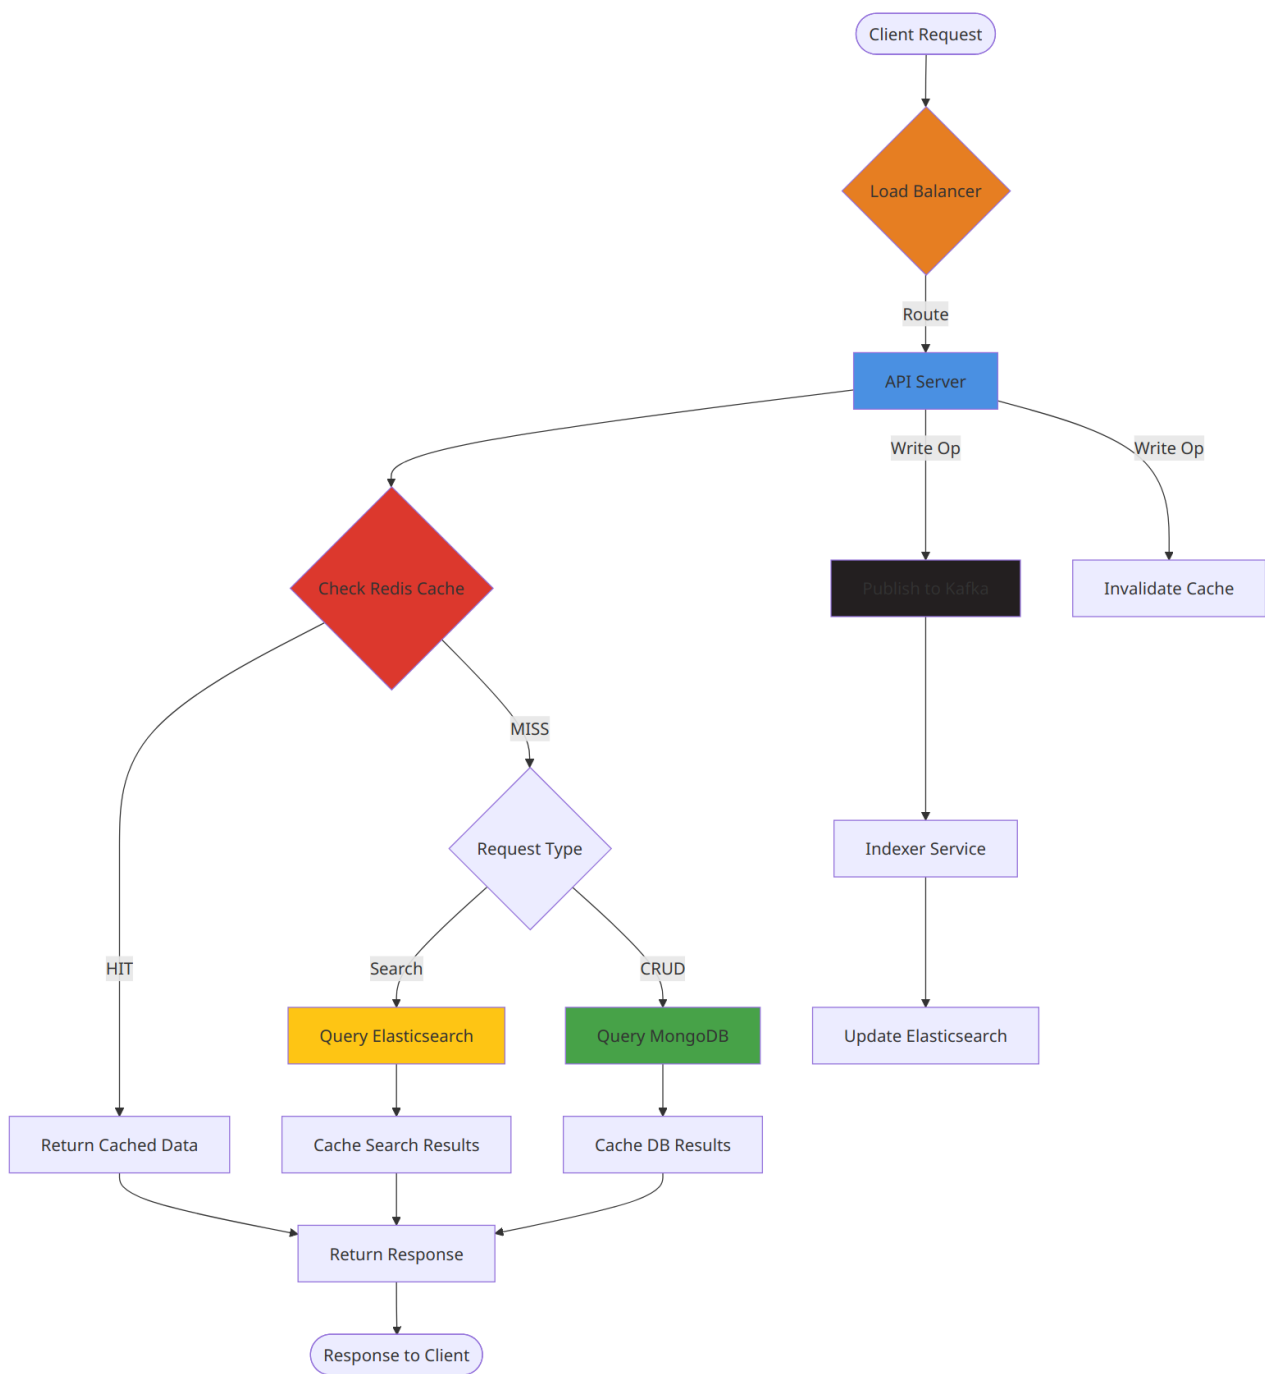 Client Request
Load Balancer
Route
API Server
Write Op
Write Op
Check Redis Cache
Publish to Kafka
Invalidate Cache
MISS
Request Type
Indexer Service
HIT
Search
CRUD
Query Elasticsearch
Query MongoDB
Update Elasticsearch
Return Cached Data
Cache Search Results
Cache DB Results
Return Response
Response to Client